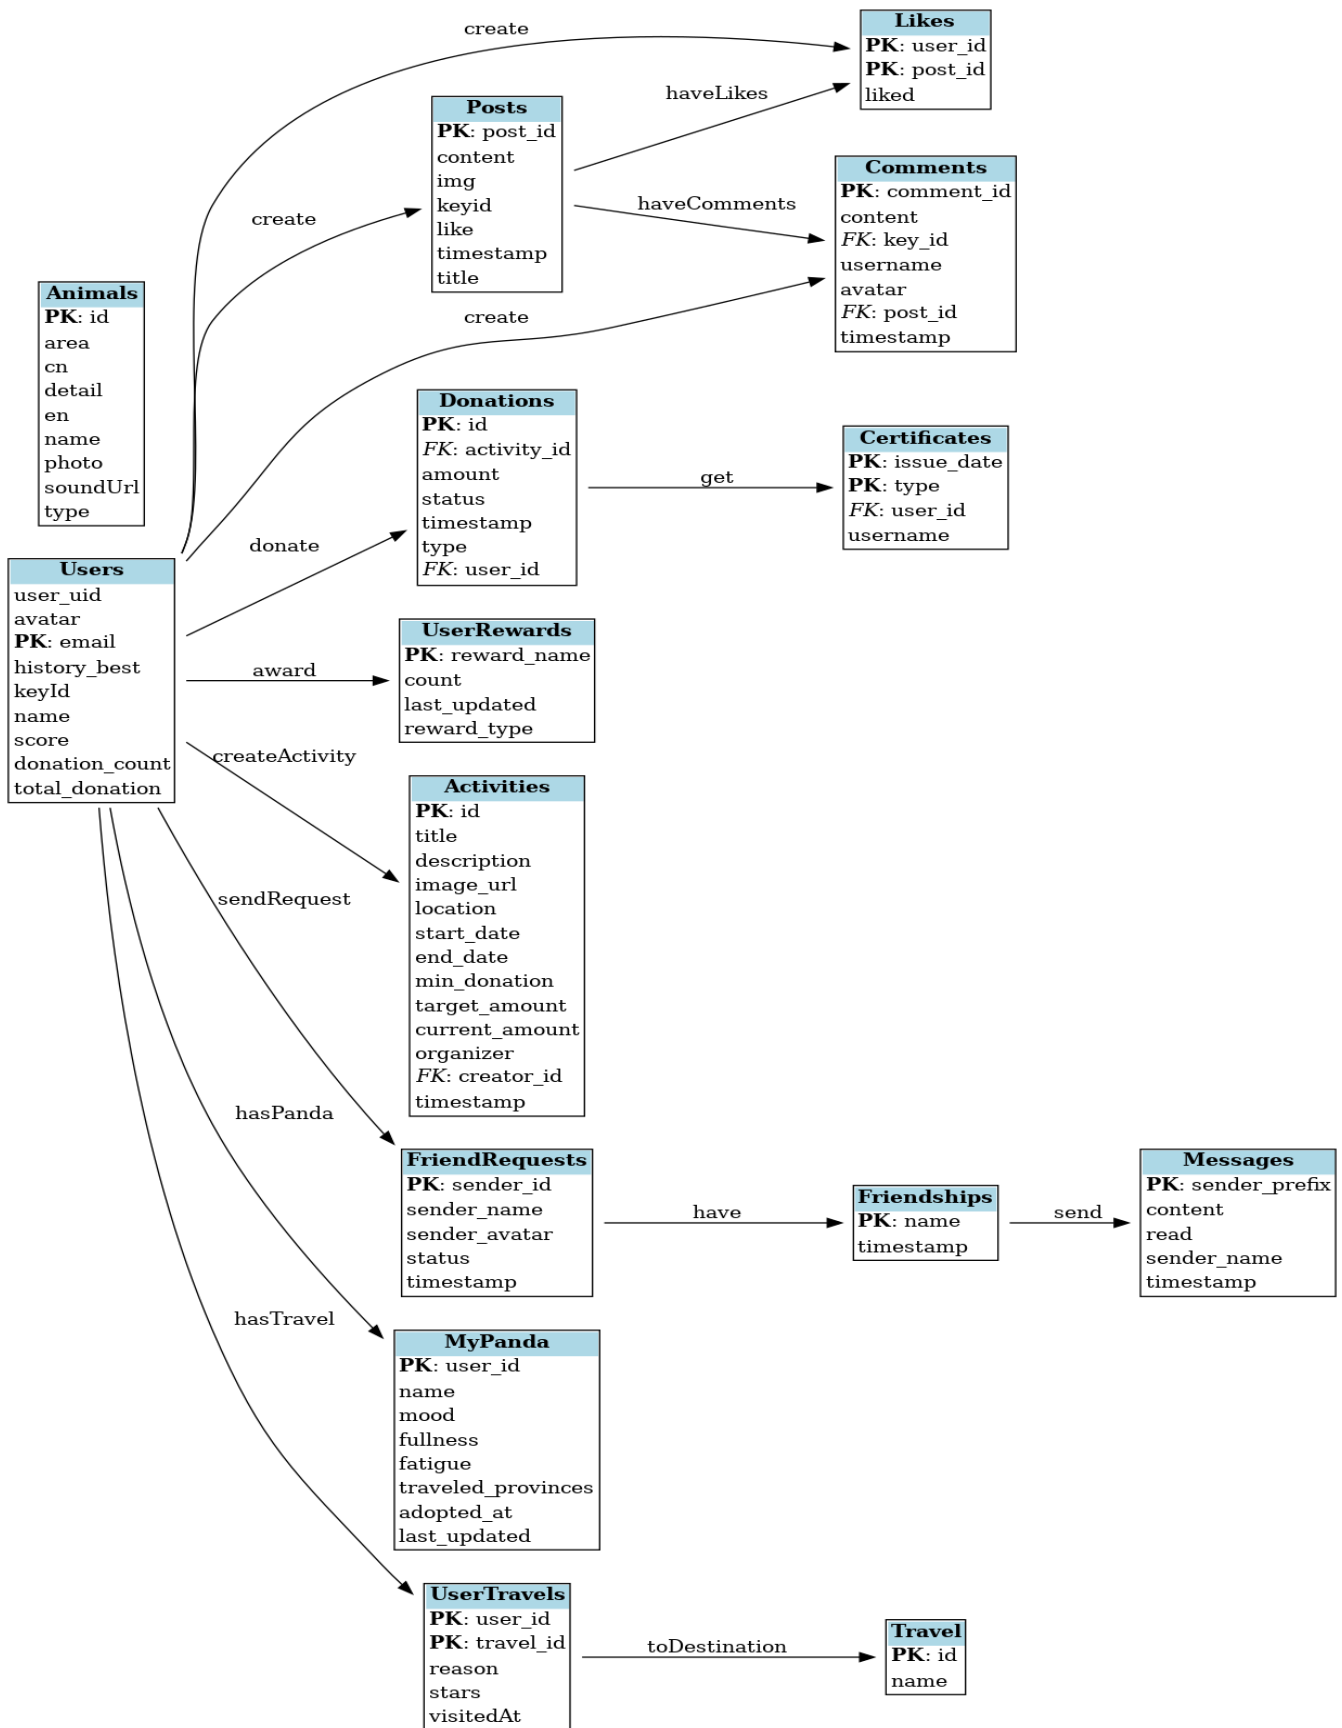 Likes
PK: user_id
PK: post_id
liked
create
haveLikes
Posts
PK: post_id
content
img
keyid
like
timestamp
title
create
haveComments
Comments
PK: comment_id
content
FK: key_id
username
avatar
FK: post_id
timestamp
create
Animals
PK: id
area
cn
detail
en
name
photo
soundUrl
type
Donations
PK: id
FK: activity_id
amount
status
timestamp
type
FK: user_id
get
Certificates
PK: issue_date
PK: type
FK: user_id
username
donate
Users
user_uid
avatar
PK: email
history_best
keyId
name
score
donation_count
total_donation
award
UserRewards
PK: reward_name
count
last_updated
reward_type
createActivity
Activities
PK: id
title
description
image_url
location
start_date
end_date
min_donation
target_amount
current_amount
organizer
FK: creator_id
timestamp
sendRequest
FriendRequests
PK: sender_id
sender_name
sender_avatar
status
timestamp
have
Friendships
PK: name
timestamp
send
Messages
PK: sender_prefix
content
read
sender_name
timestamp
hasPanda
MyPanda
PK: user_id
name
mood
fullness
fatigue
traveled_provinces
adopted_at
last_updated
hasTravel
UserTravels
PK: user_id
PK: travel_id
reason
stars
visitedAt
toDestination
Travel
PK: id
name